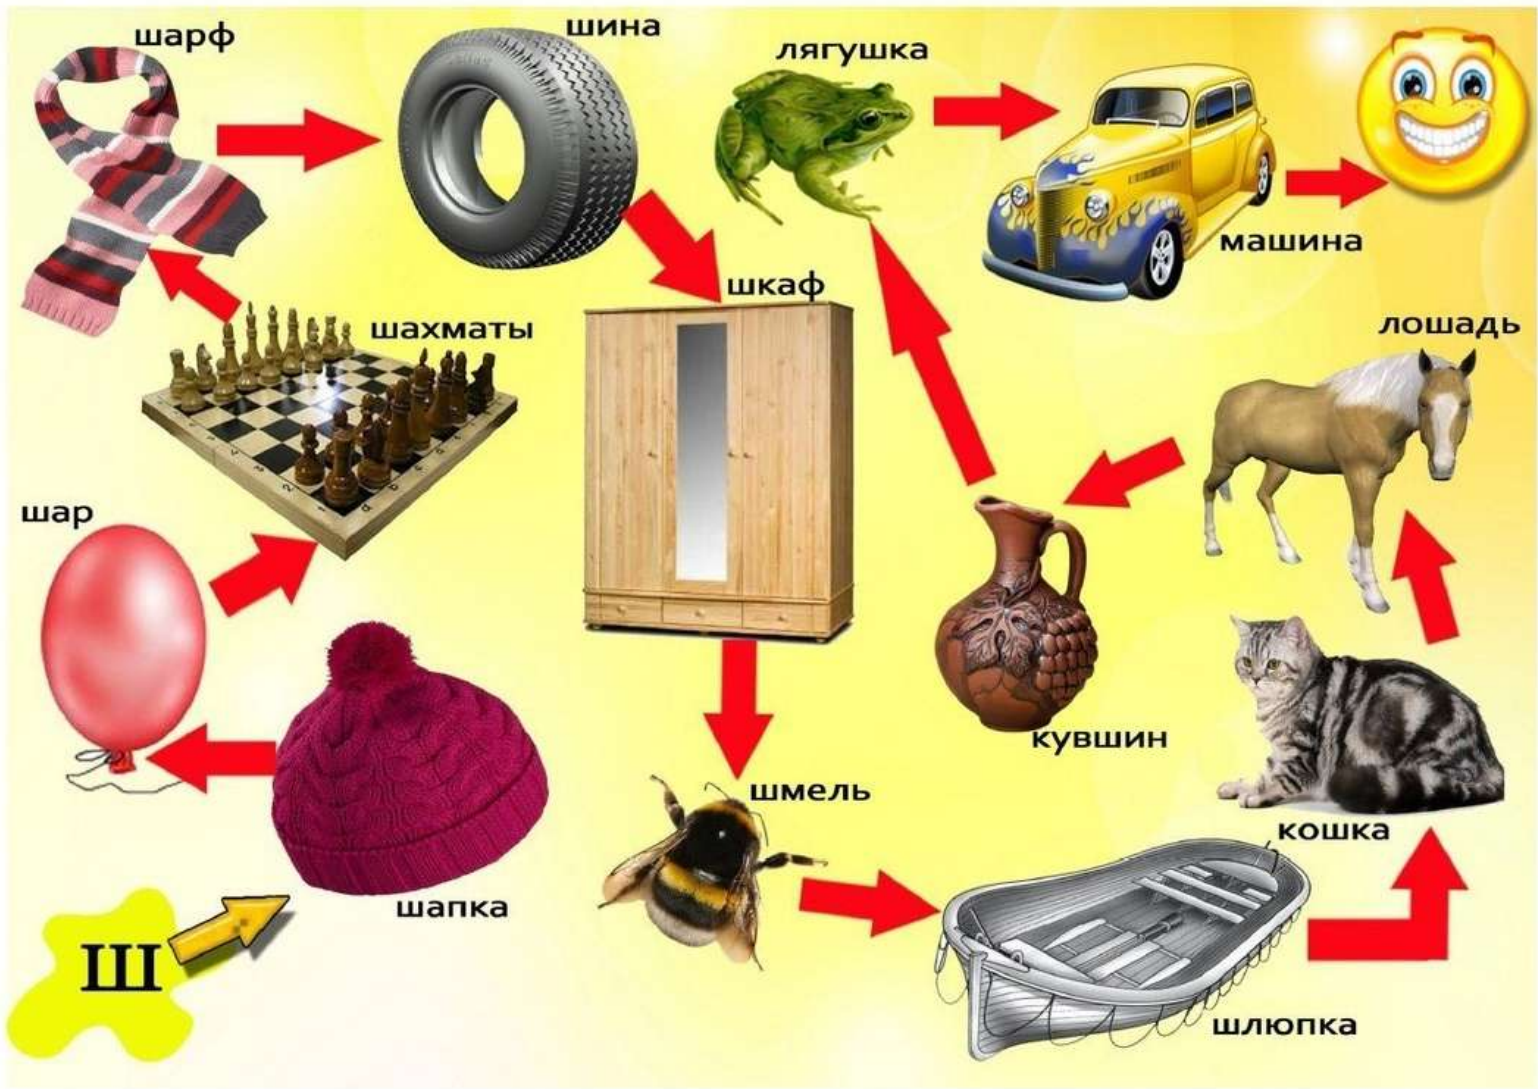 шарф
шина
лягушка
машина
шкаф
шахматы
лошадь
шар
кувшин
шмель
кошка
шапка
Ш
шлюпка